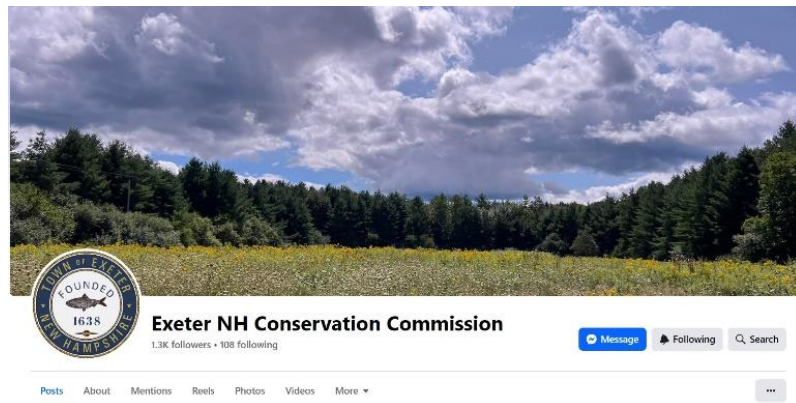 TOWN OF EXETER
FOUNDED
1638
NEW HAMPSHIRE
Exeter NH Conservation Commission
1.3K followers • 108 following
Message
Following
Search
Posts About Mentions Reels Photos Videos More